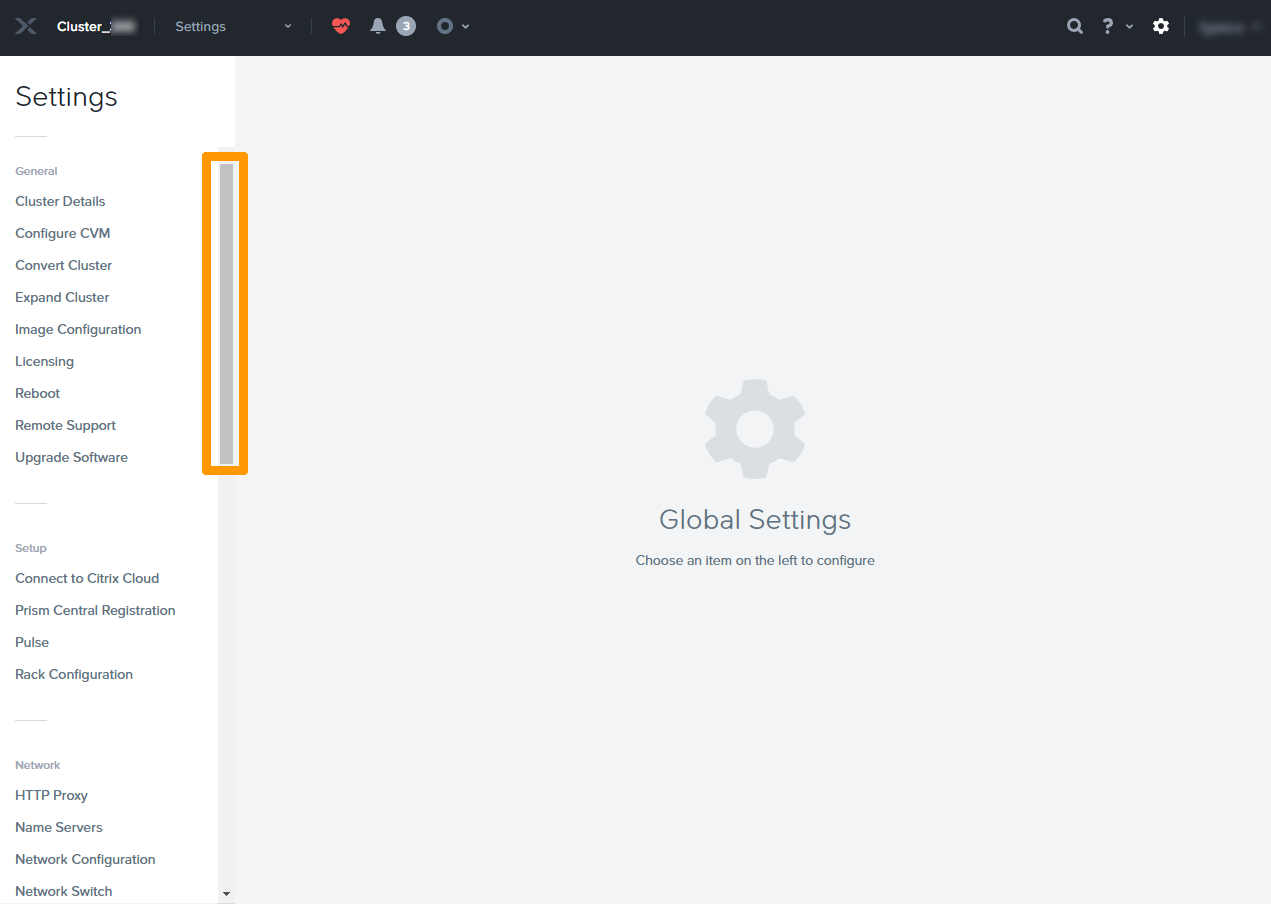 Cluster_
Settings
3
?
Settings
General
Cluster Details
Configure CVM
Convert Cluster
Expand Cluster
Image Configuration
Licensing
Reboot
Remote Support
Upgrade Software
Setup
Connect to Citrix Cloud
Prism Central Registration
Pulse
Rack Configuration
Network
HTTP Proxy
Name Servers
Network Configuration
Network Switch
Global Settings
Choose an item on the left to configure